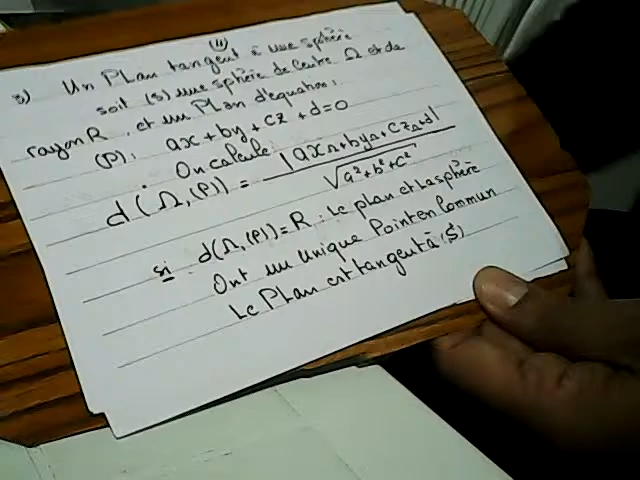 (11)
3) Un Plan tangent à une sphère
soit (S) une sphère de centre Ω et de
rayon R, et un Plan d'équation:
(P): ax + by + cz + d = 0
On calcule
d(Ω,(P)) = |axΩ + byΩ + czΩ + d| / √a² + b² + c²
si d(Ω,(P)) = R : Le plan et la sphère
Ont un unique Point en Commun
Le Plan est tangent à (S)